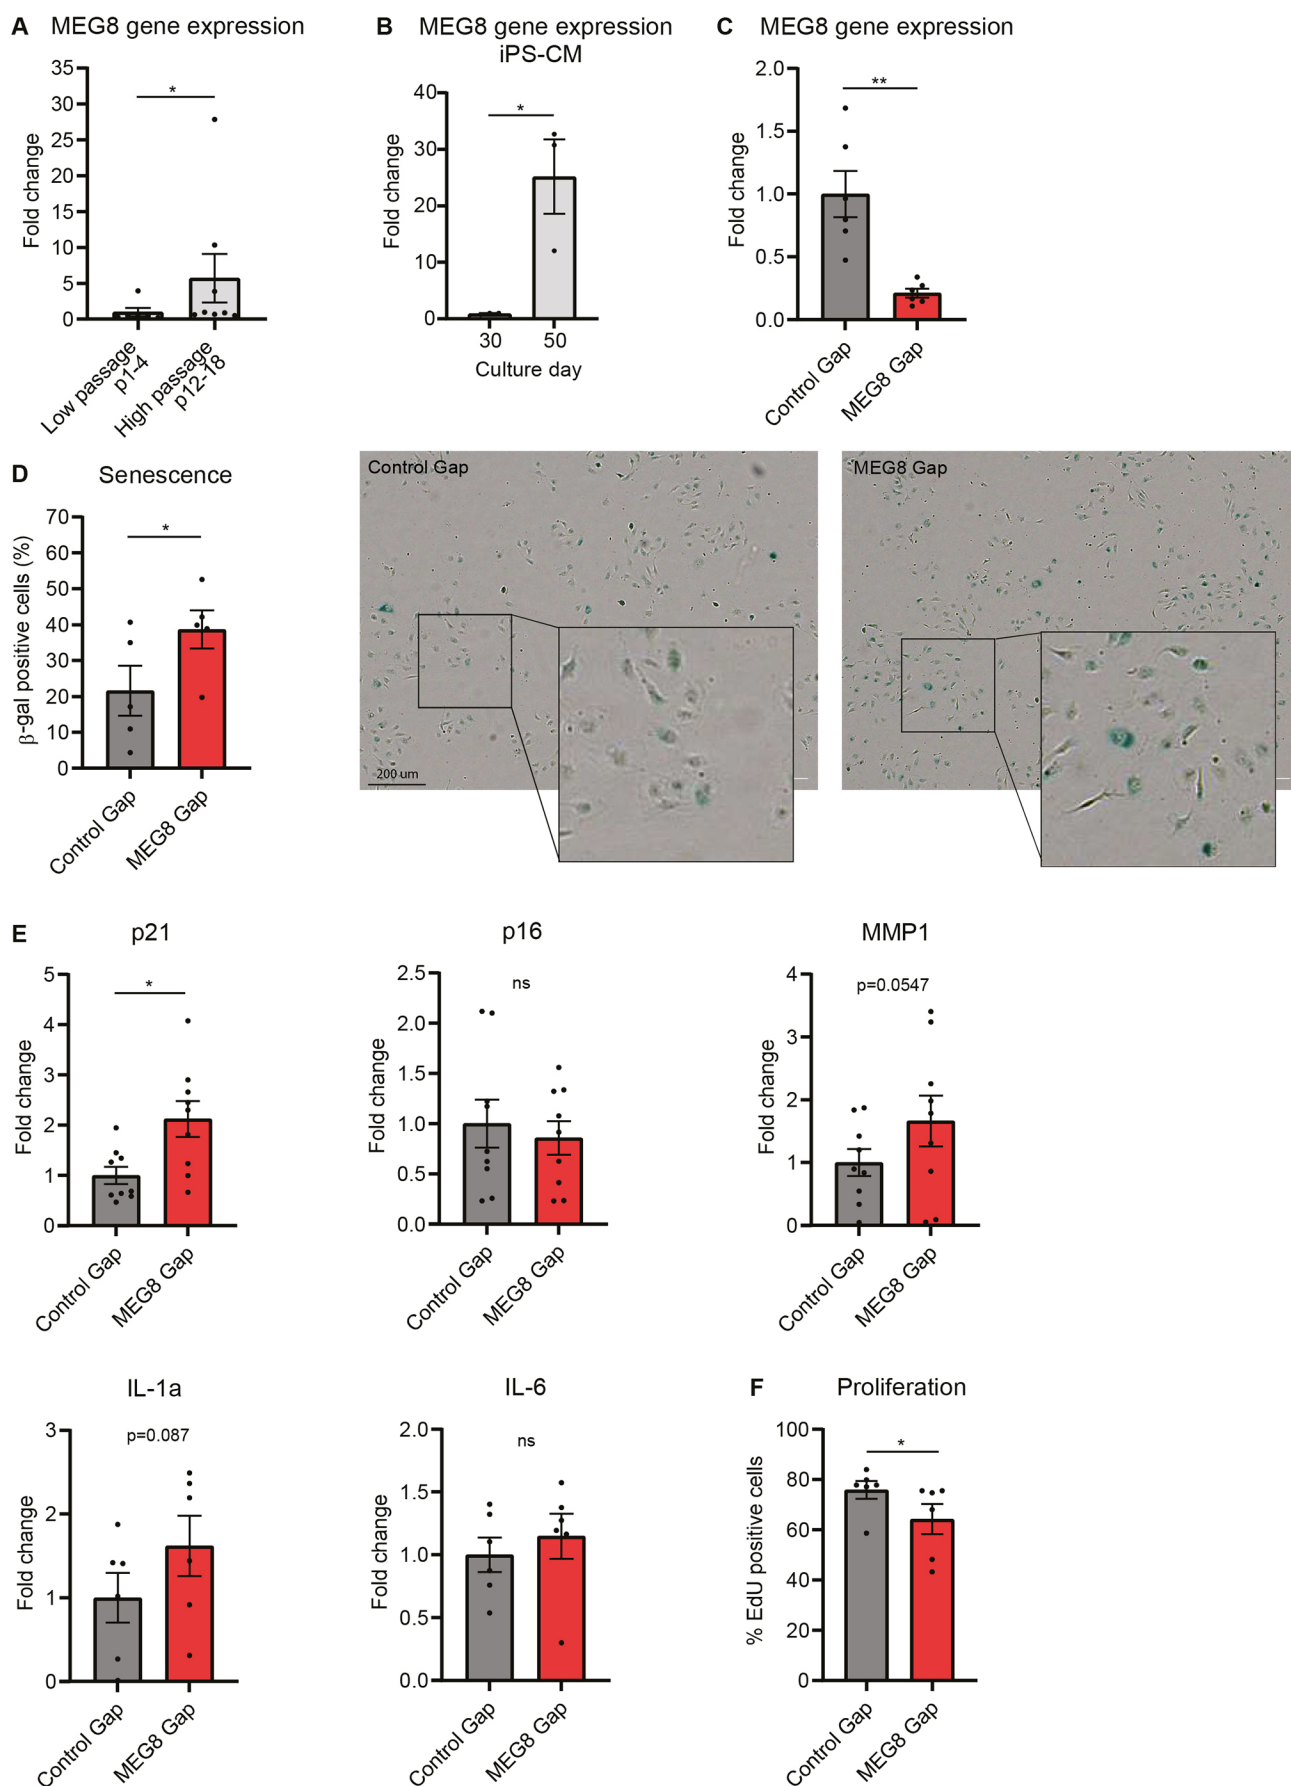 A MEG8 gene expression
35
30
25
20
15
10
5
0
Fold change
*
Low passage
p1-4
High passage
p12-18
B MEG8 gene expression
iPS-CM
40
30
20
10
0
Fold change
*
30 50
Culture day
C MEG8 gene expression
2.0
1.5
1.0
0.5
0.0
Fold change
**
Control Gap
MEG8 Gap
D Senescence
70
60
50
40
30
20
10
0
β-gal positive cells (%)
*
Control Gap
MEG8 Gap
Control Gap
200 um
MEG8 Gap
E p21
5
4
3
2
1
0
Fold change
*
Control Gap
MEG8 Gap
p16
2.5
2.0
1.5
1.0
0.5
0.0
Fold change
ns
Control Gap
MEG8 Gap
MMP1
4
3
2
1
0
Fold change
p=0.0547
Control Gap
MEG8 Gap
IL-1a
3
2
1
0
Fold change
p=0.087
Control Gap
MEG8 Gap
IL-6
2.0
1.5
1.0
0.5
0.0
Fold change
ns
Control Gap
MEG8 Gap
F Proliferation
100
80
60
40
20
0
% EdU positive cells
*
Control Gap
MEG8 Gap